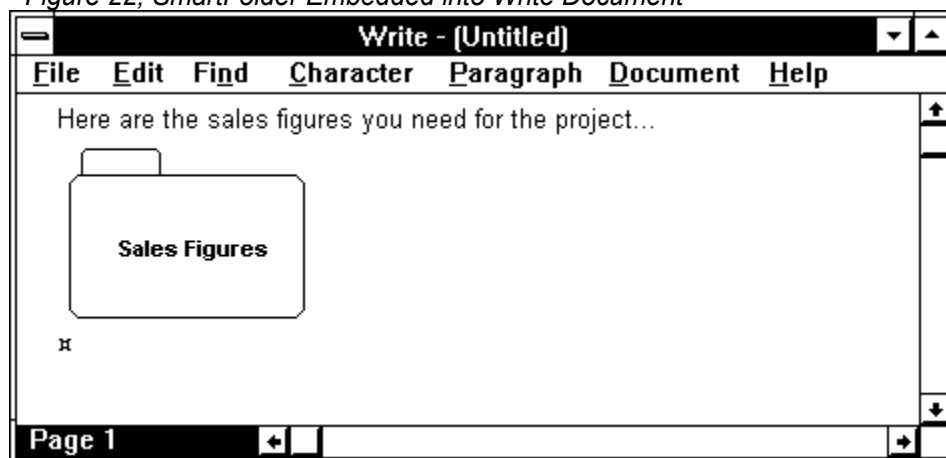 Figure 22, SmartFolder Embedded into Write Document
Write - (Untitled)
File Edit Find Character Paragraph Document Help
Here are the sales figures you need for the project...
Sales Figures
¤
Page 1